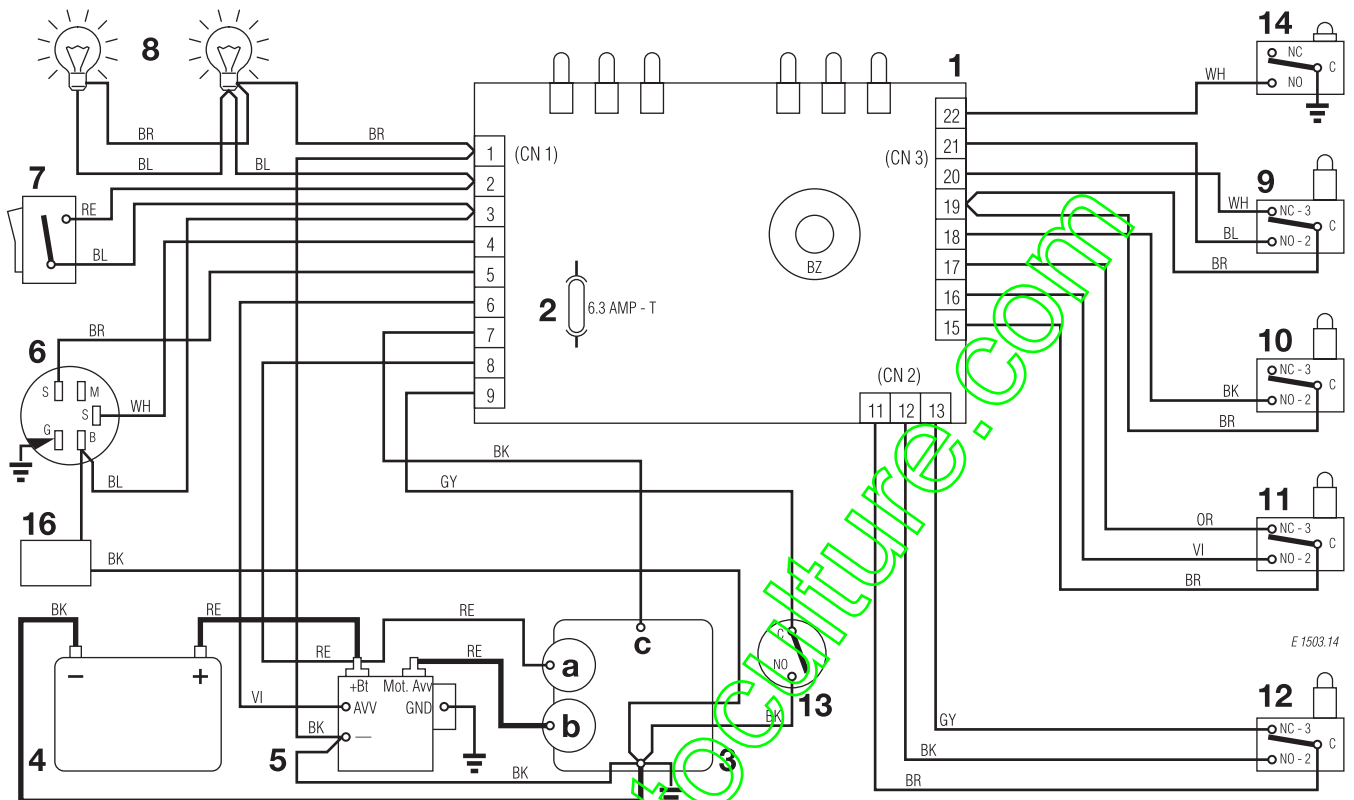 8
14
NC
C
NO
WH
1
BR
BR
BL
BL
7
RE
BL
1
2
3
4
5
6
7
8
9
(CN 1)
22
21
20
19
18
17
16
15
(CN 3)
BZ
2
6.3 AMP - T
9
WH
NC - 3
C
BL
NO - 2
BR
BR
6
S
M
S
WH
G
B
BL
10
NC - 3
C
BK
NO - 2
BR
(CN 2)
11
12
13
BK
GY
16
BK
11
OR
NC - 3
C
VI
NO - 2
BR
BK
RE
RE
RE
RE
c
a
b
C
NO
13
E 1503.14
−
+
+Bt
Mot. Avv
AVV
GND
VI
BK
—
BK
BK
4
5
3
12
GY
NC - 3
C
BK
NO - 2
BR
toculture.com